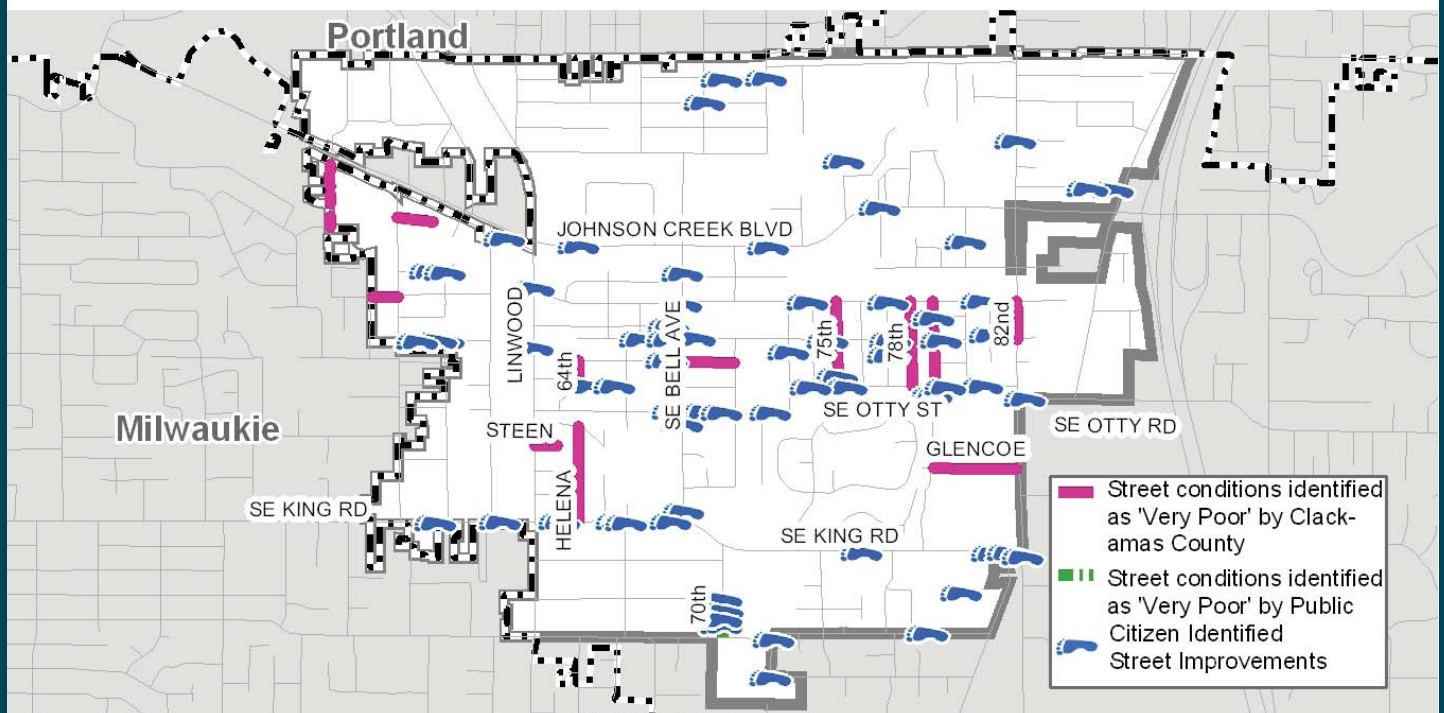 Portland
JOHNSON CREEK BLVD
LINWOOD
SE BELL AVE
75th
78th
82nd
64th
SE OTTY ST
SE OTTY RD
Milwaukie
STEEN
GLENCOE
HELENA
SE KING RD
SE KING RD
70th
Street conditions identified
as 'Very Poor' by Clack-
amas County
Street conditions identified
as 'Very Poor' by Public
Citizen Identified
Street Improvements